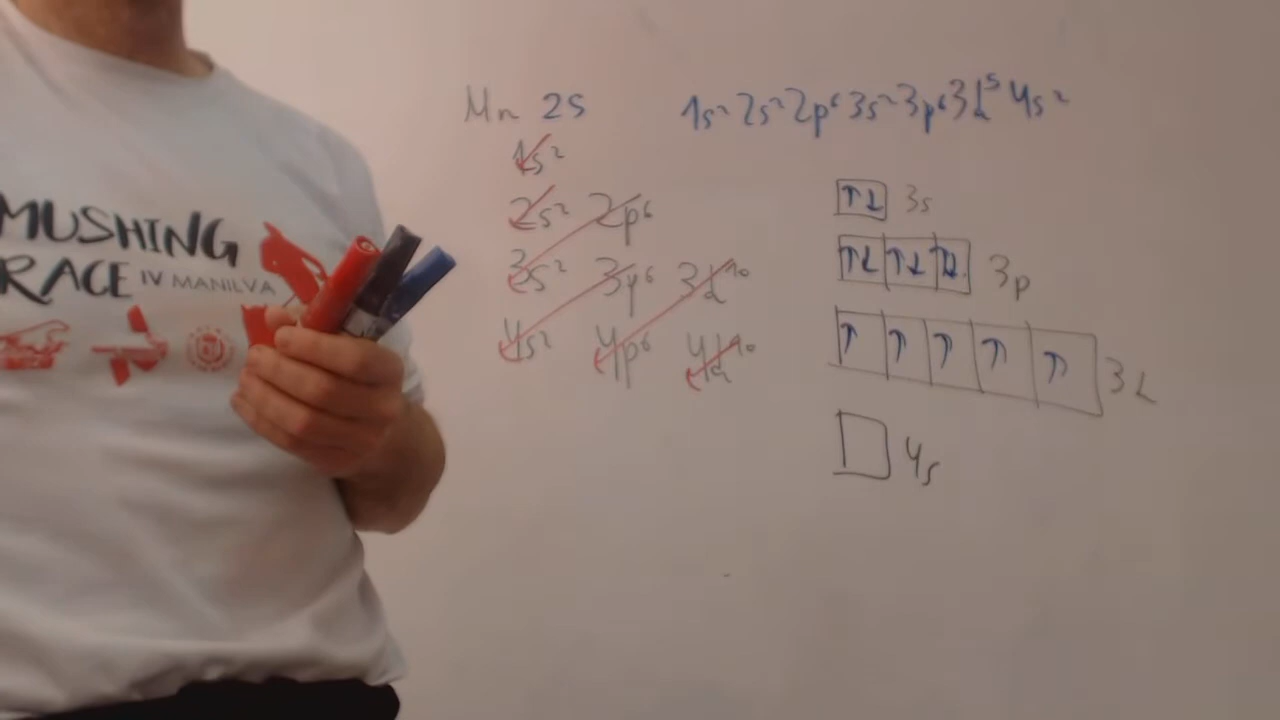 MUSHING
RACE IV MANILVA
Mn 25
1s² 2s² 2p⁶ 3s² 3p⁶ 3d⁵ 4s²
1s²
2s² 2p⁶
3s² 3p⁶ 3d¹⁰
4s² 4p⁶ 4d¹⁰
↑↓ 3s
↑↓ ↑↓ ↑↓ 3p
↑ ↑ ↑ ↑ ↑ 3d
4s